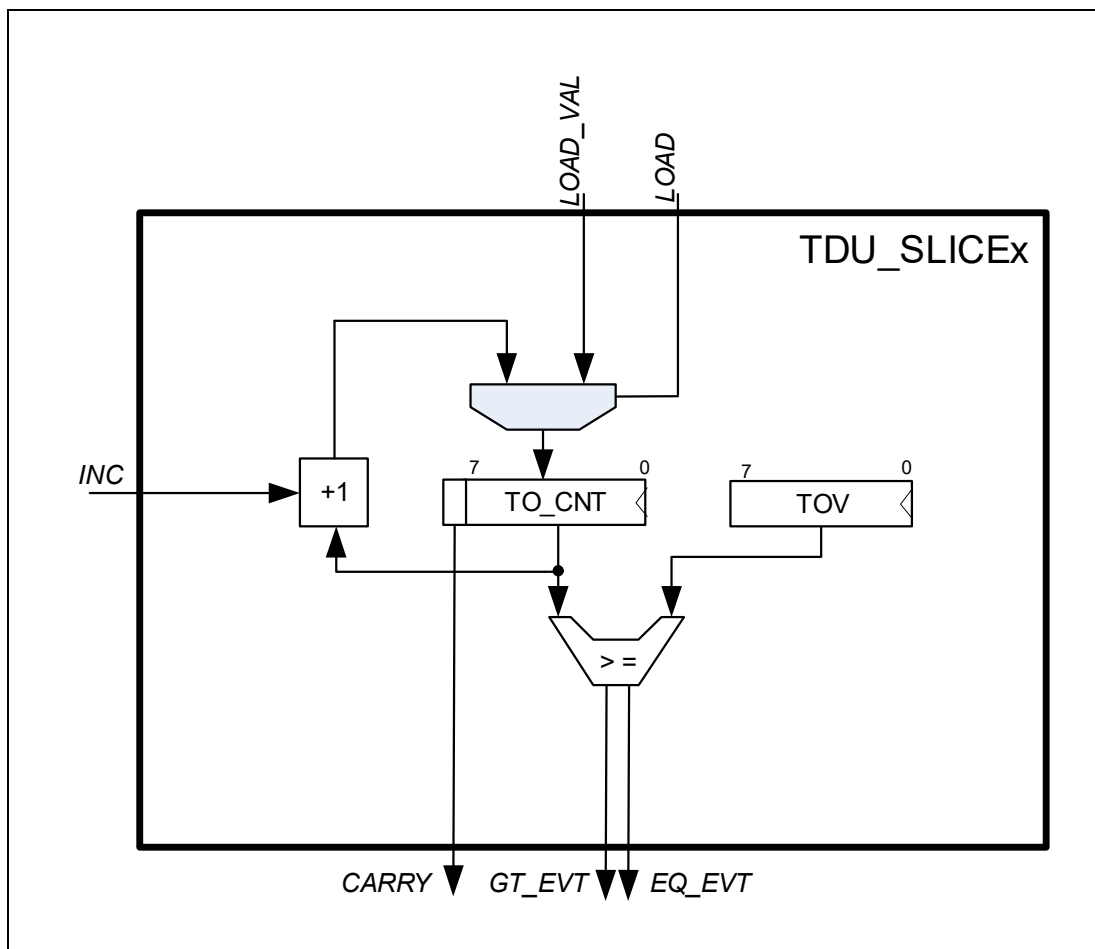 LOAD_VAL
LOAD
TDU_SLICEx
INC
+1
7 0
TO_CNT
7 0
TOV
> =
CARRY GT_EVT EQ_EVT